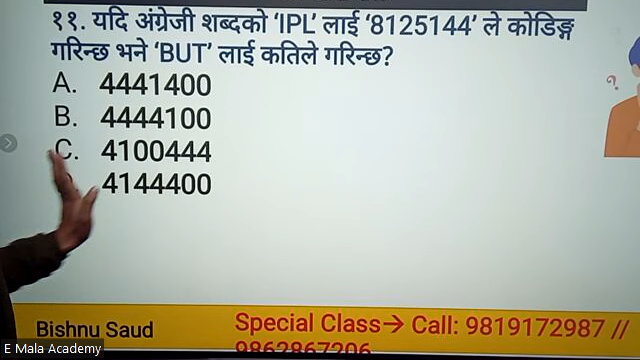 ११. यदि अंग्रेजी शब्दको ‘IPL’ लाई ‘8125144’ ले कोडिङ्ग
गरिन्छ भने ‘BUT’ लाई कतिले गरिन्छ?
A. 4441400
B. 4444100
C. 4100444
4144400
Bishnu Saud
Special Class→ Call: 9819172987 //
9862867206
E Mala Academy